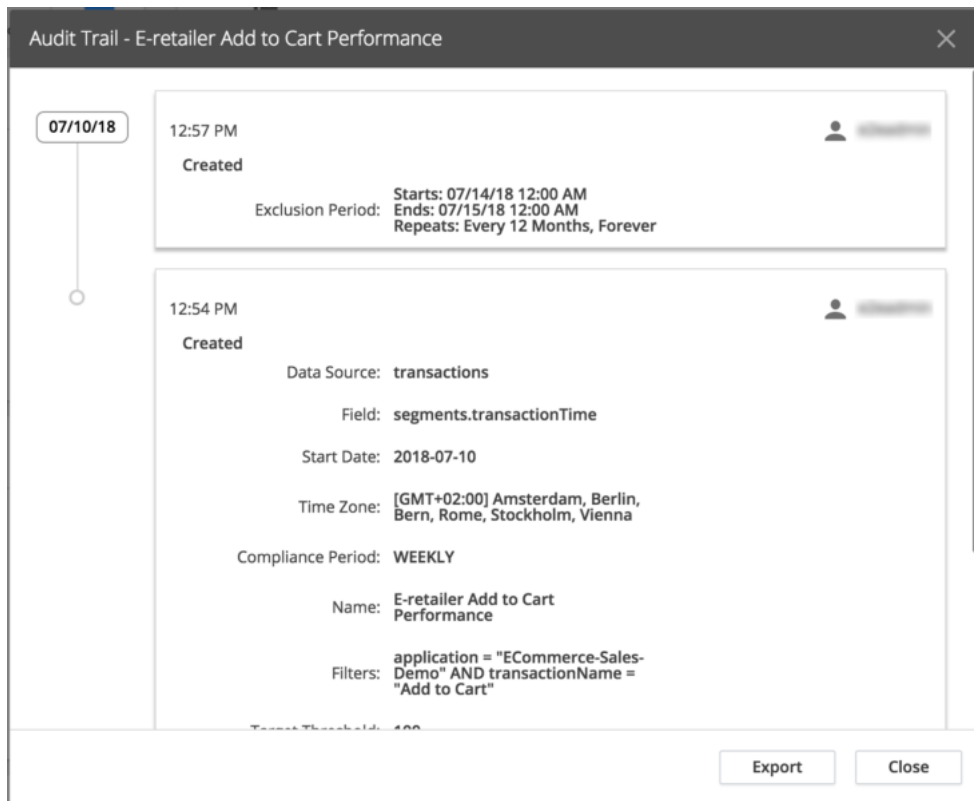 Audit Trail - E-retailer Add to Cart Performance
07/10/18
12:57 PM
Created
Exclusion Period:
Starts: 07/14/18 12:00 AM
Ends: 07/15/18 12:00 AM
Repeats: Every 12 Months, Forever
12:54 PM
Created
Data Source: transactions
Field: segments.transactionTime
Start Date: 2018-07-10
Time Zone:
[GMT+02:00] Amsterdam, Berlin,
Bern, Rome, Stockholm, Vienna
Compliance Period: WEEKLY
Name:
E-retailer Add to Cart
Performance
Filters:
application = "ECommerce-Sales-
Demo" AND transactionName =
"Add to Cart"
Target Threshold: 100
Export Close